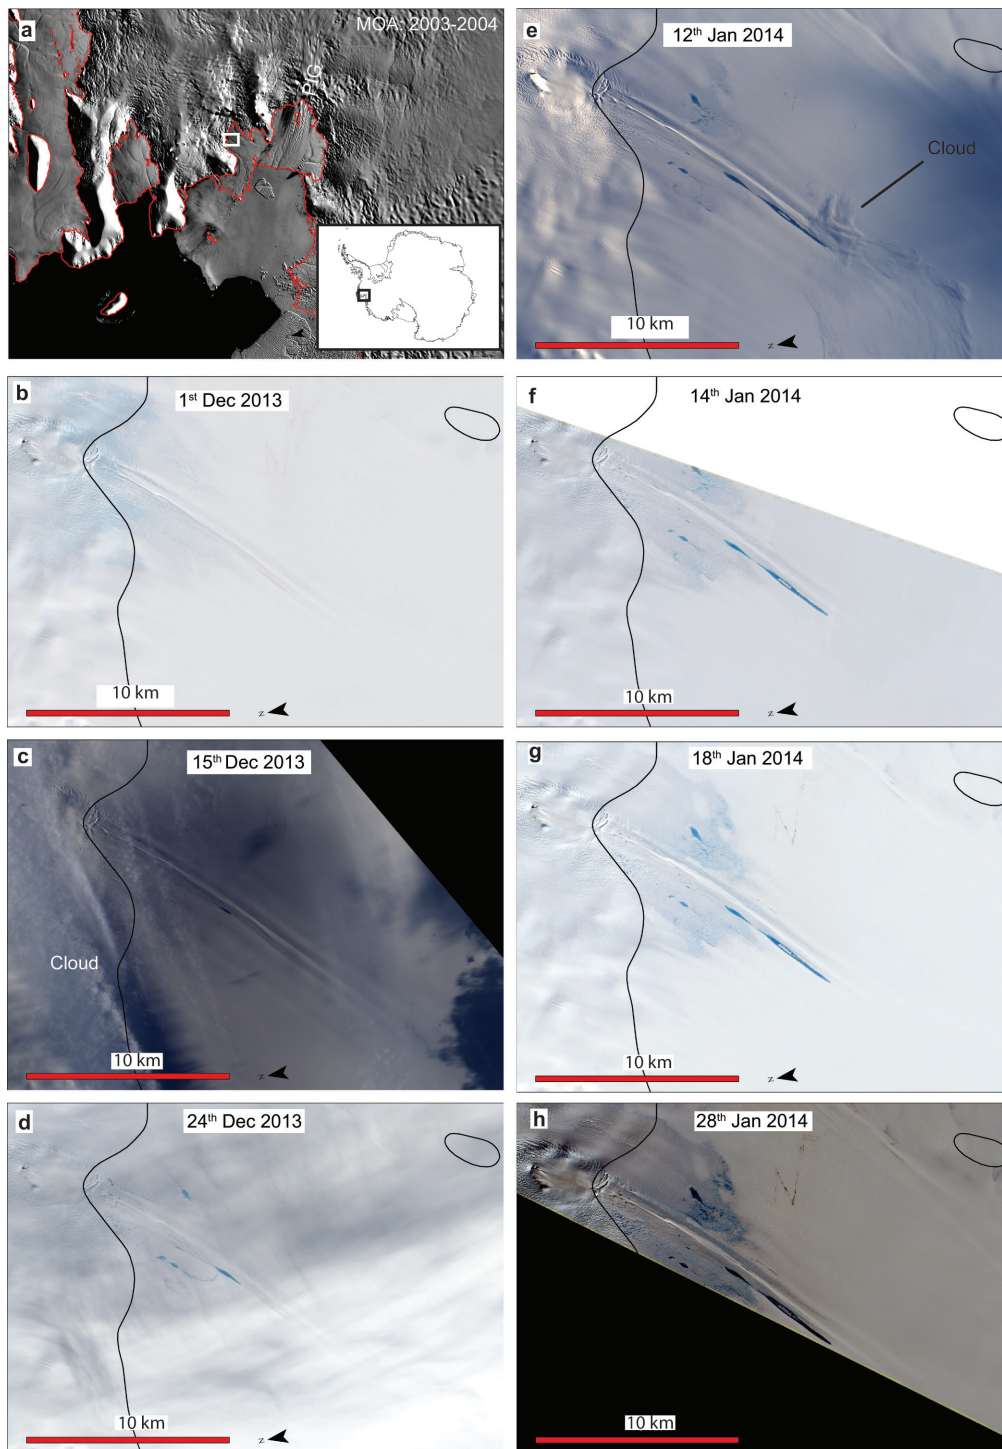 a
MOA: 2003-2004
PIG
b
1st Dec 2013
10 km
N
c
15th Dec 2013
Cloud
10 km
N
d
24th Dec 2013
10 km
N
e
12th Jan 2014
Cloud
10 km
N
f
14th Jan 2014
10 km
N
g
18th Jan 2014
10 km
N
h
28th Jan 2014
10 km